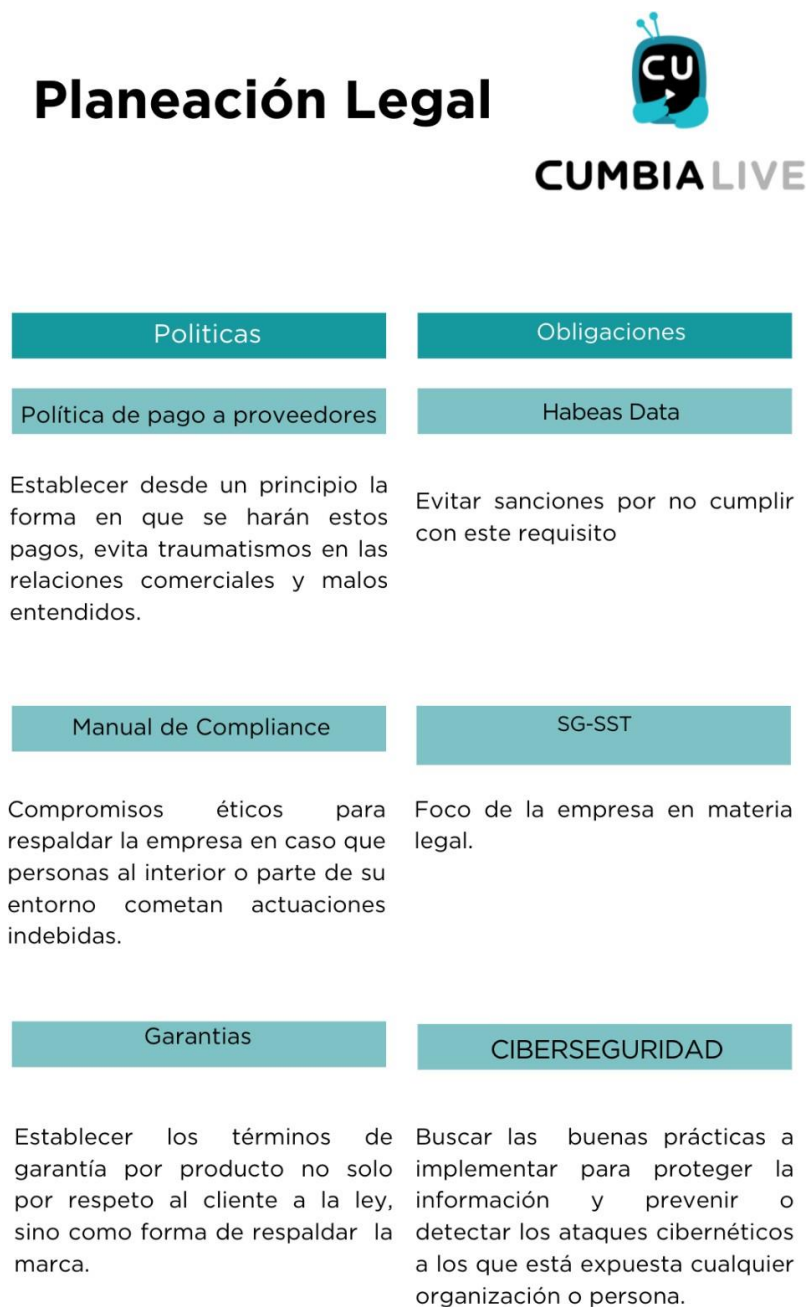 Planeación Legal
CU
CUMBIALIVE
Politicas
Política de pago a proveedores
Establecer desde un principio la
forma en que se harán estos
pagos, evita traumatismos en las
relaciones comerciales y malos
entendidos.
Manual de Compliance
Compromisos éticos para
respaldar la empresa en caso que
personas al interior o parte de su
entorno cometan actuaciones
indebidas.
Garantias
Establecer los términos de
garantía por producto no solo
por respeto al cliente a la ley,
sino como forma de respaldar la
marca.
Obligaciones
Habeas Data
Evitar sanciones por no cumplir
con este requisito
SG-SST
Foco de la empresa en materia
legal.
CIBERSEGURIDAD
Buscar las buenas prácticas a
implementar para proteger la
información y prevenir o
detectar los ataques cibernéticos
a los que está expuesta cualquier
organización o persona.